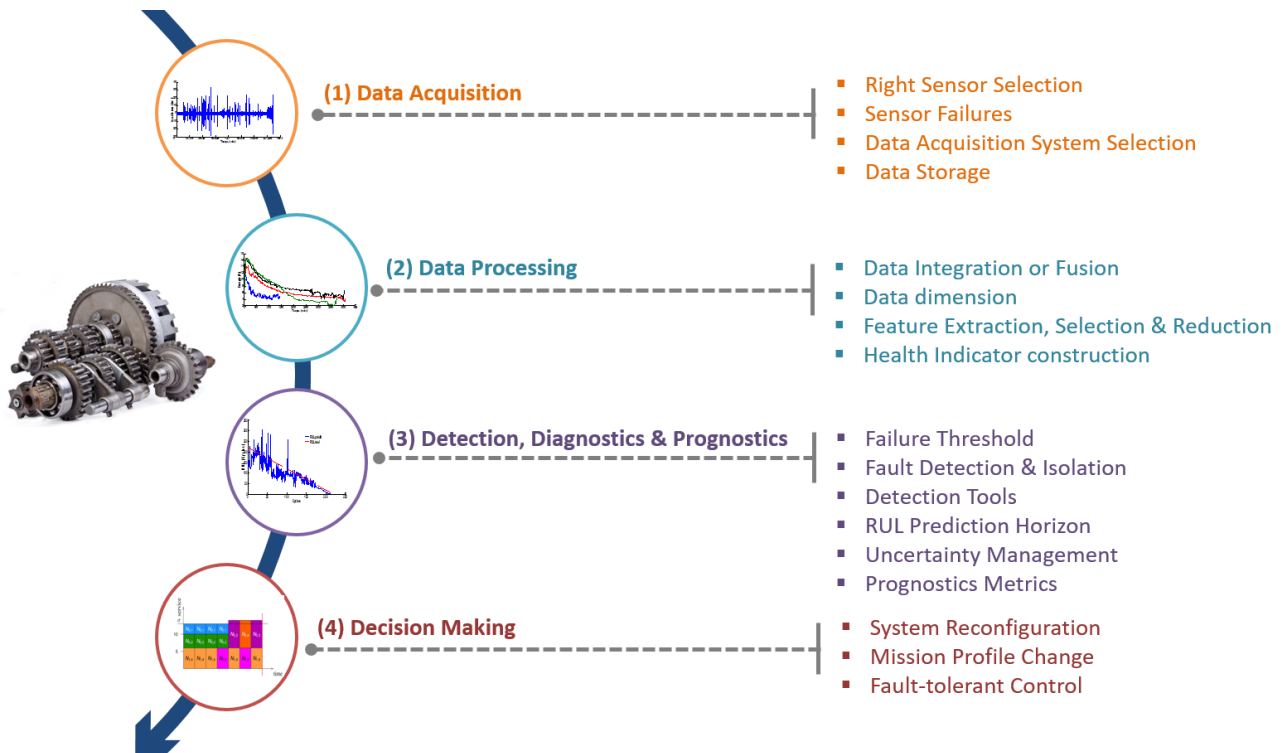 (1) Data Acquisition
Right Sensor Selection
Sensor Failures
Data Acquisition System Selection
Data Storage
(2) Data Processing
Data Integration or Fusion
Data dimension
Feature Extraction, Selection & Reduction
Health Indicator construction
(3) Detection, Diagnostics & Prognostics
Failure Threshold
Fault Detection & Isolation
Detection Tools
RUL Prediction Horizon
Uncertainty Management
Prognostics Metrics
(4) Decision Making
service
time
System Reconfiguration
Mission Profile Change
Fault-tolerant Control